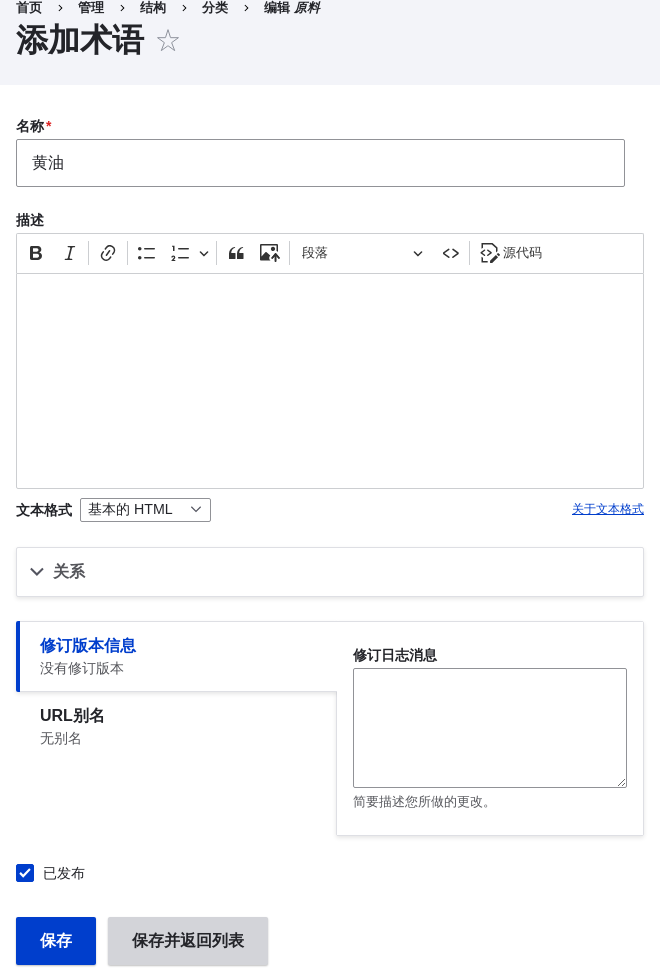 首页 › 管理 › 结构 › 分类 › 编辑 原料
添加术语
名称*
黄油
描述
B I 段落 源代码
文本格式 基本的 HTML 关于文本格式
关系
修订版本信息
没有修订版本
URL别名
无别名
修订日志消息
简要描述您所做的更改。
已发布
保存 保存并返回列表